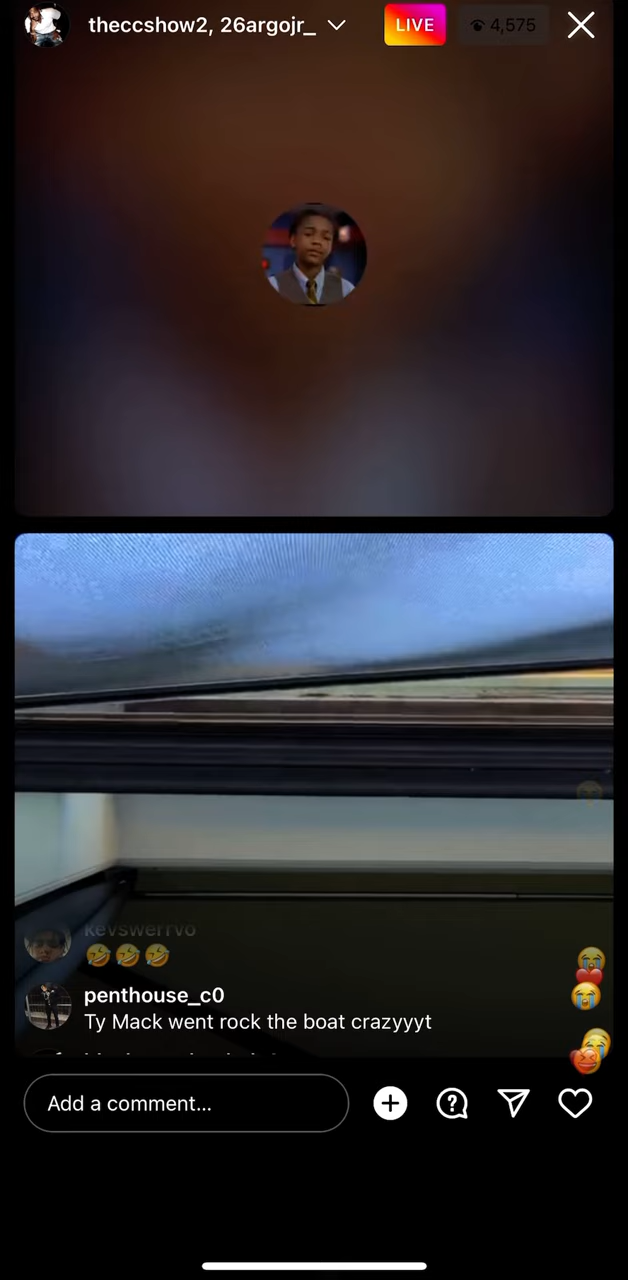 theccshow2, 26argojr_
LIVE
4,575
kevswerrvo
🤣🤣🤣
penthouse_c0
Ty Mack went rock the boat crazyyyt
Add a comment...